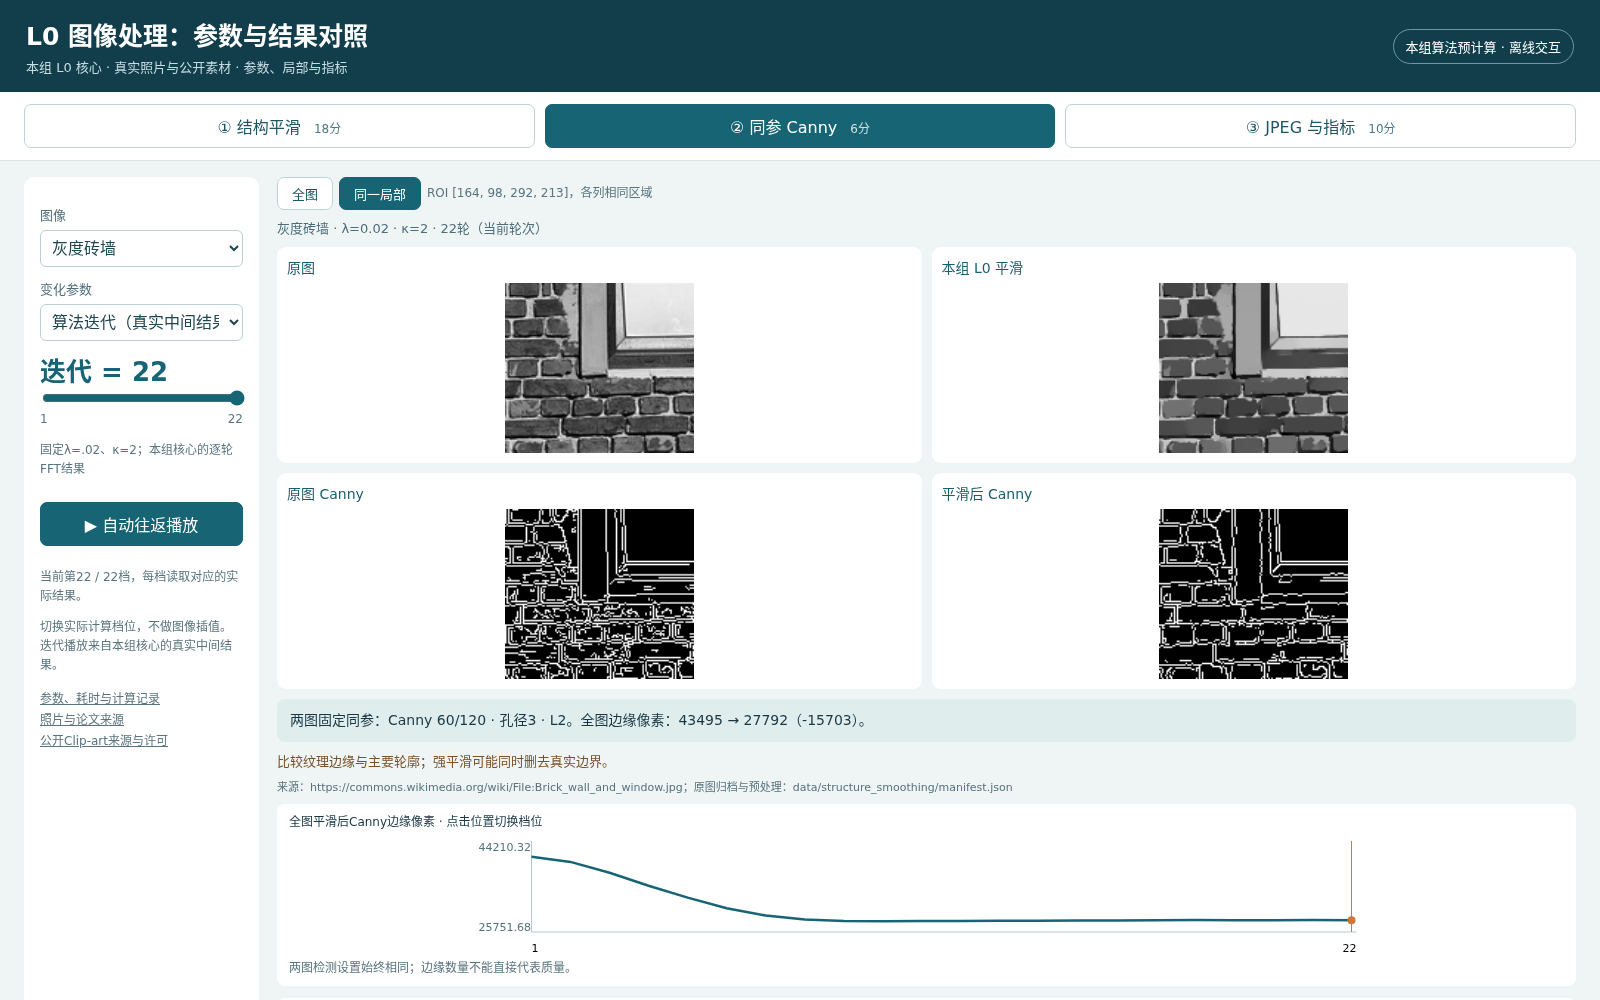 L0 图像处理：参数与结果对照
本组 L0 核心 · 真实照片与公开素材 · 参数、局部与指标
本组算法预计算 · 离线交互
① 结构平滑 18分
② 同参 Canny 6分
③ JPEG 与指标 10分
图像
灰度砖墙
变化参数
算法迭代（真实中间结果
迭代 = 22
1 22
固定λ=.02、κ=2；本组核心的逐轮
FFT结果
▶ 自动往返播放
当前第22 / 22档，每档读取对应的实
际结果。
切换实际计算档位，不做图像插值。
迭代播放来自本组核心的真实中间结
果。
参数、耗时与计算记录
照片与论文来源
公开Clip-art来源与许可
全图
同一局部
ROI [164, 98, 292, 213]，各列相同区域
灰度砖墙 · λ=0.02 · κ=2 · 22轮（当前轮次）
原图
本组 L0 平滑
原图 Canny
平滑后 Canny
两图固定同参：Canny 60/120 · 孔径3 · L2。全图边缘像素：43495 → 27792（-15703）。
比较纹理边缘与主要轮廓；强平滑可能同时删去真实边界。
来源：https://commons.wikimedia.org/wiki/File:Brick_wall_and_window.jpg；原图归档与预处理：data/structure_smoothing/manifest.json
全图平滑后Canny边缘像素 · 点击位置切换档位
44210.32
25751.68
1 22
两图检测设置始终相同；边缘数量不能直接代表质量。